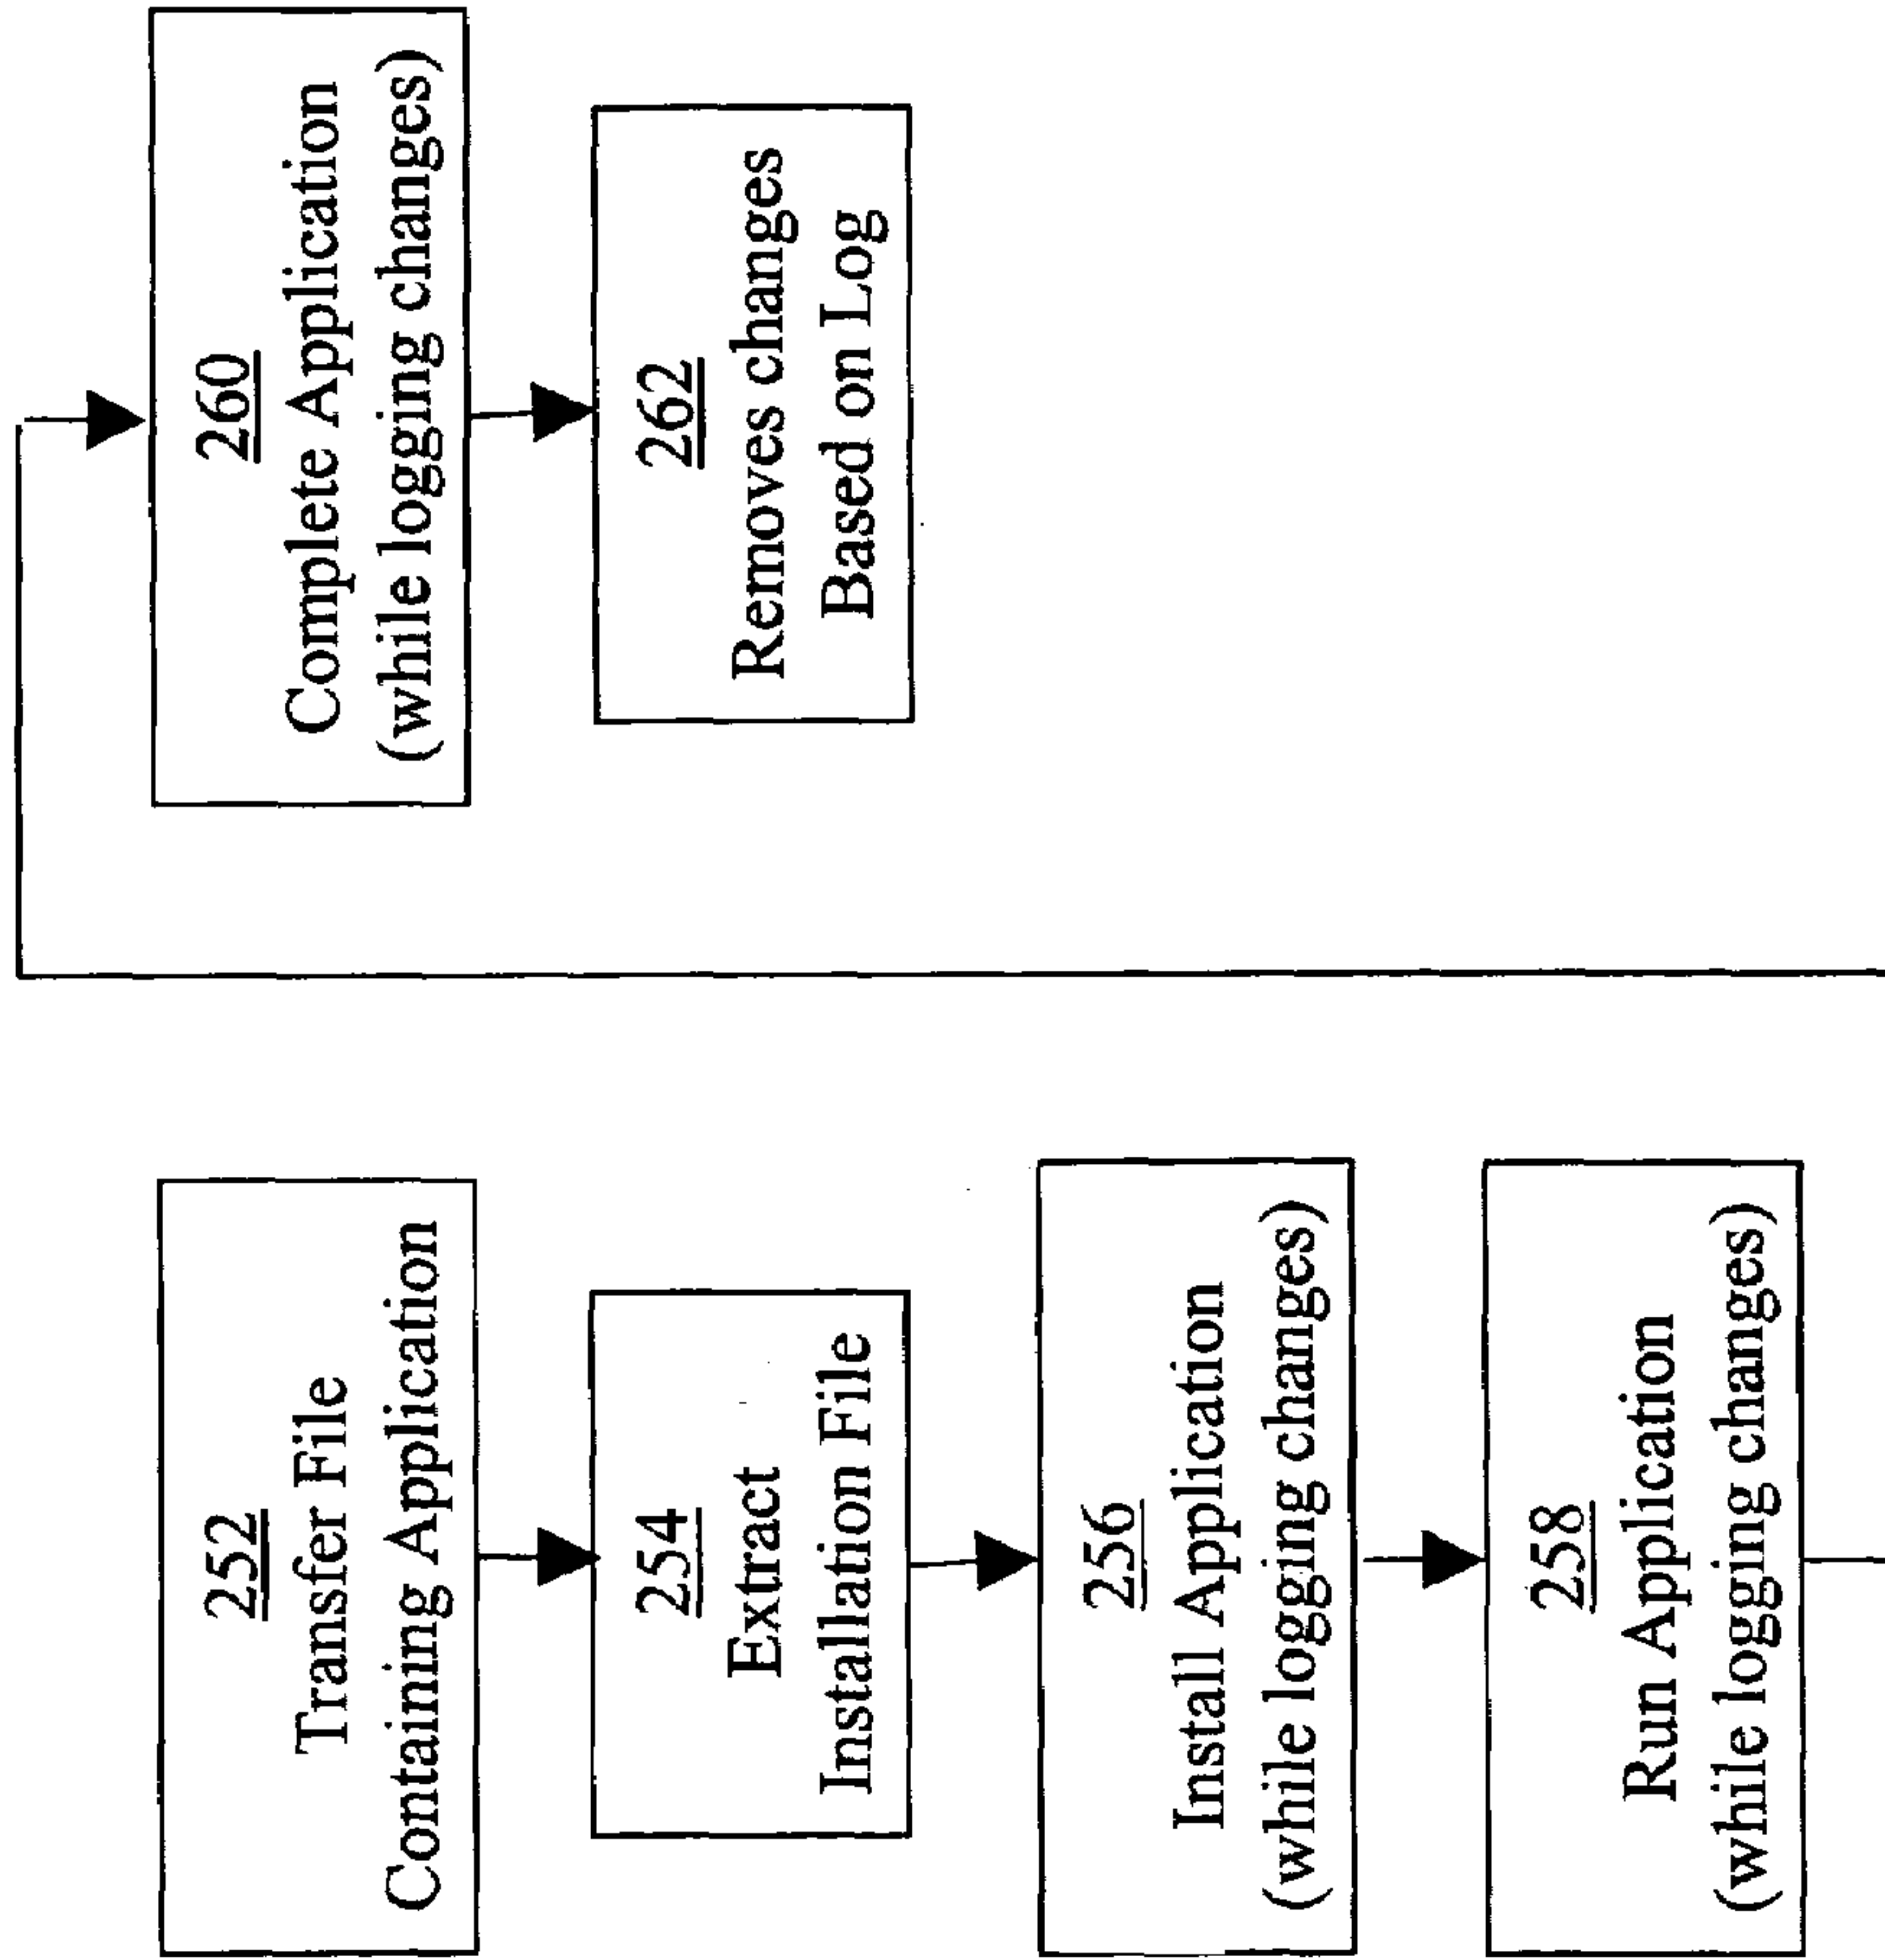 252
Transfer File
Containing Application
254
Extract
Installation File
256
Install Application
(while logging changes)
258
Run Application
(while logging changes)
260
Complete Application
(while logging changes)
262
Removes changes
Based on Log